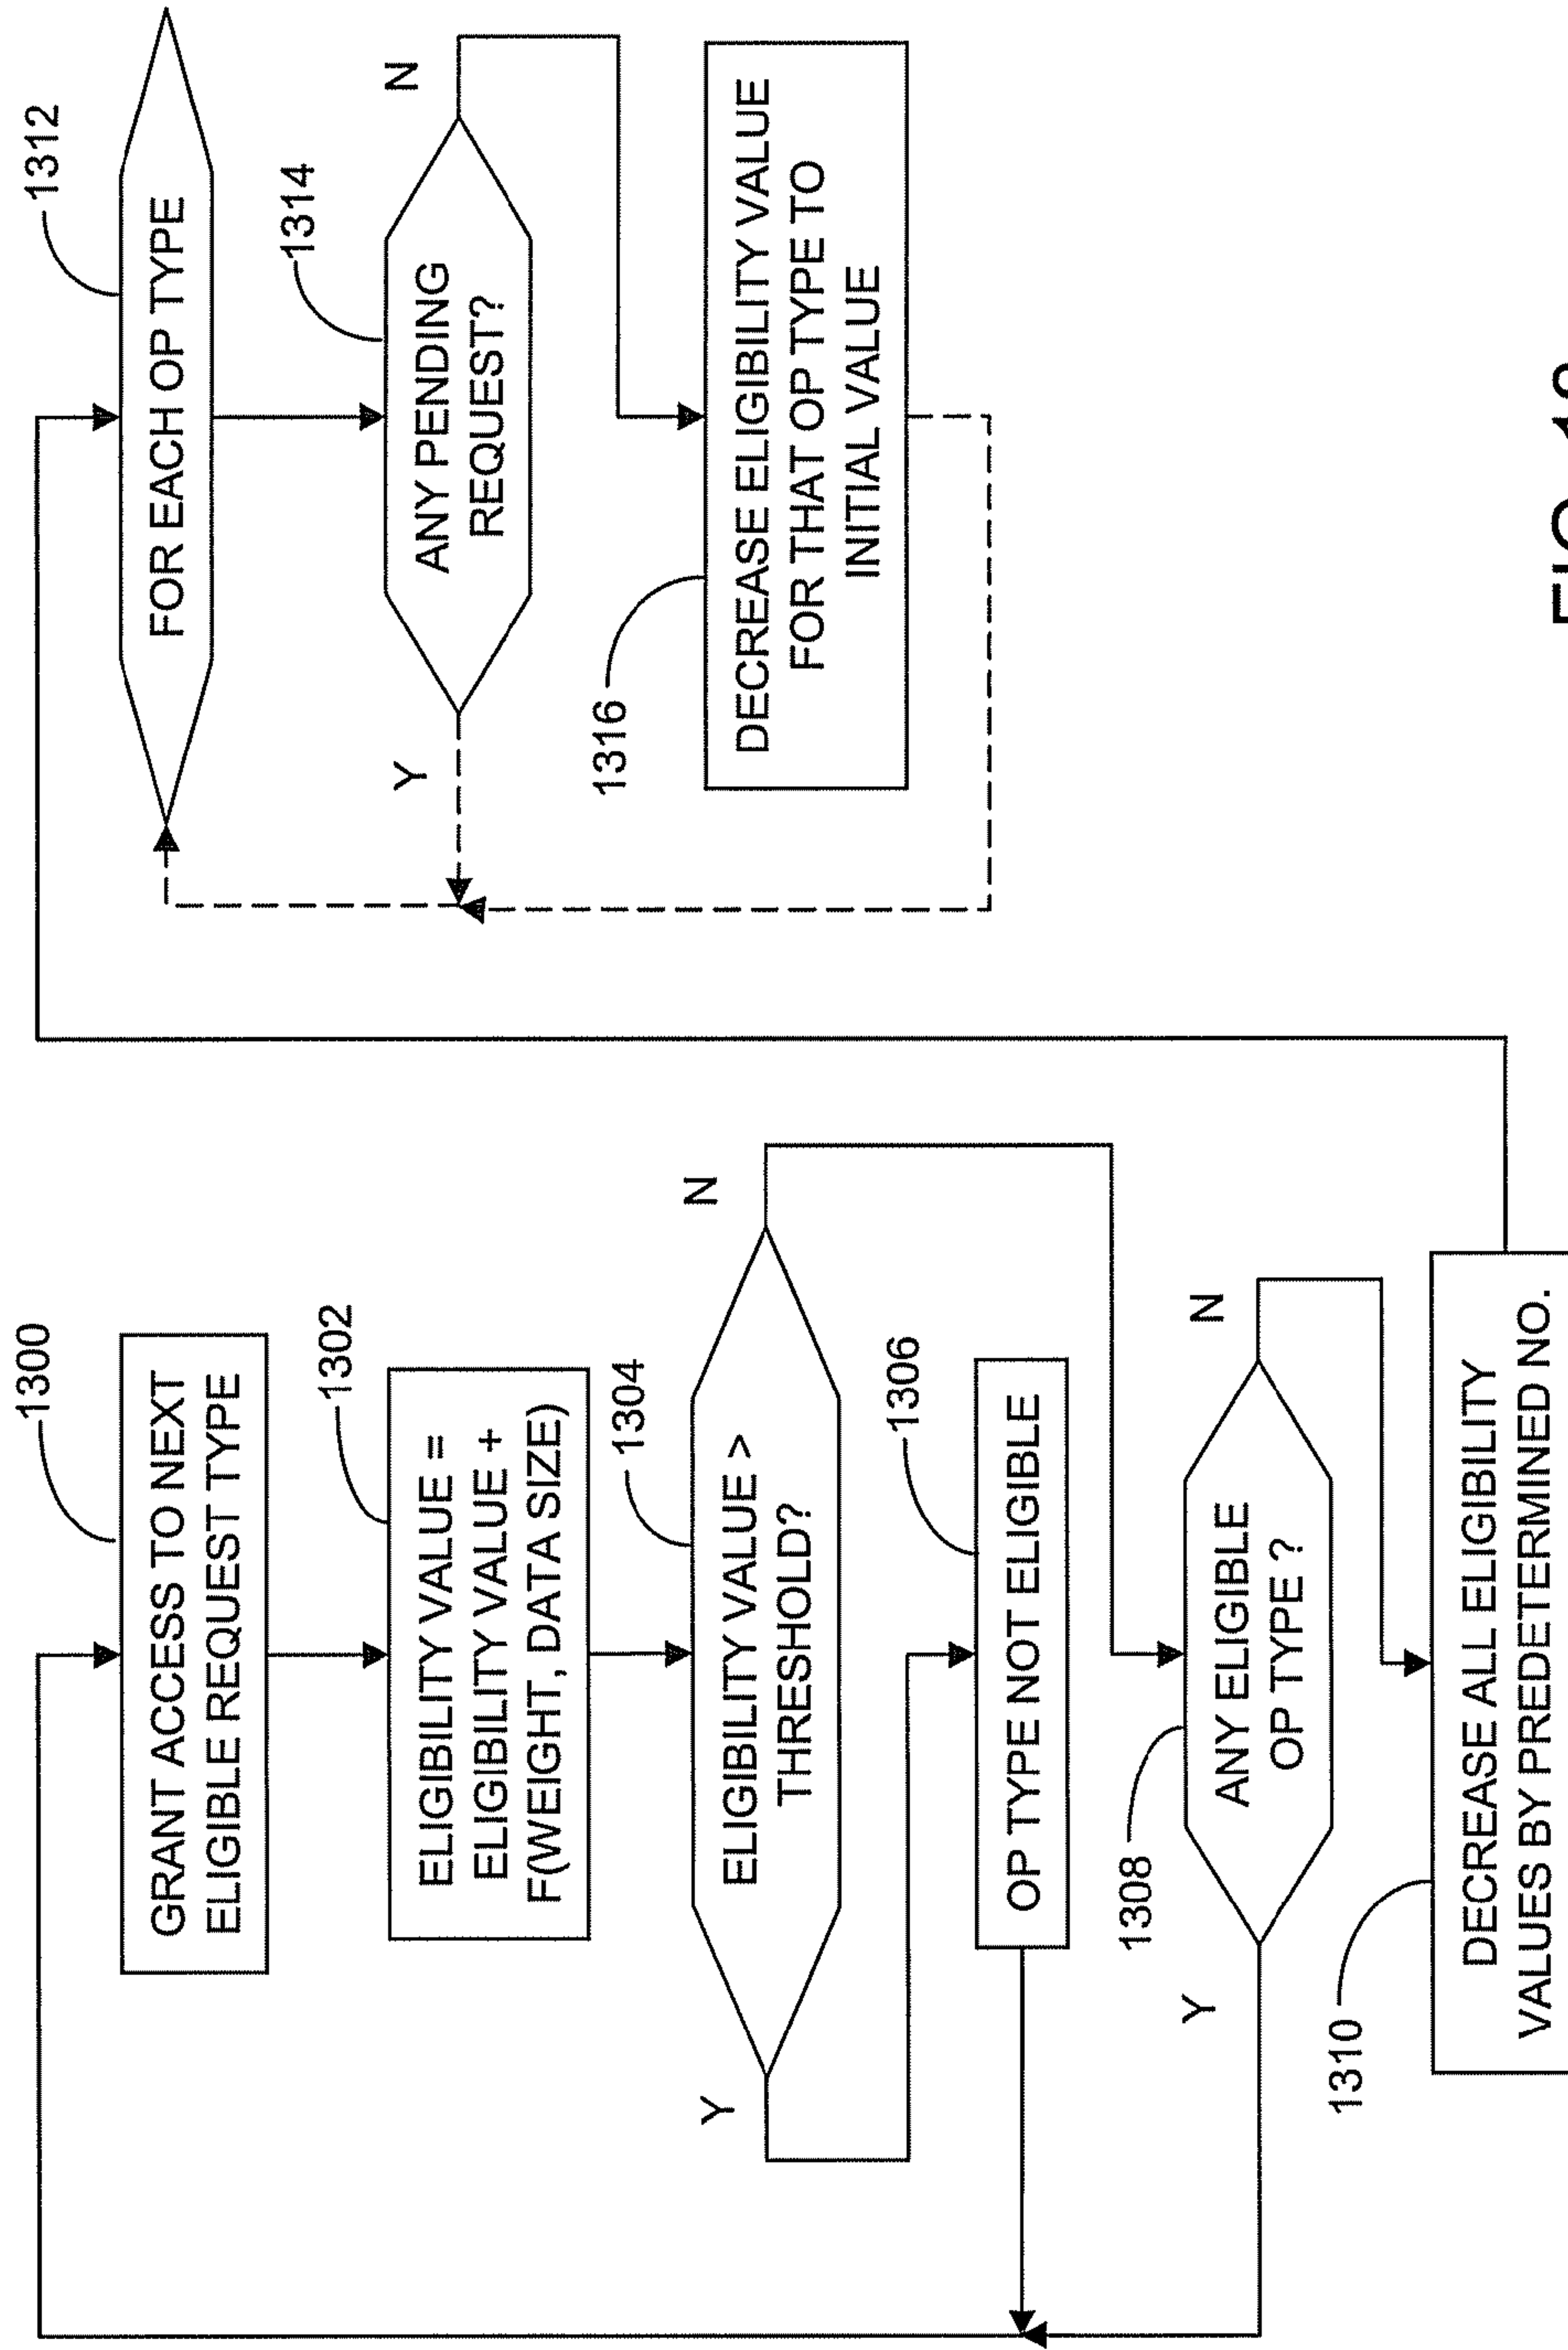 1300
GRANT ACCESS TO NEXT
ELIGIBLE REQUEST TYPE
1302
ELIGIBILITY VALUE =
ELIGIBILITY VALUE +
F(WEIGHT, DATA SIZE)
1304
ELIGIBILITY VALUE >
THRESHOLD?
Y
N
1306
OP TYPE NOT ELIGIBLE
1308
ANY ELIGIBLE
OP TYPE ?
Y
N
1310
DECREASE ALL ELIGIBILITY
VALUES BY PREDETERMINED NO.
1312
FOR EACH OP TYPE
1314
ANY PENDING
REQUEST?
Y
N
1316
DECREASE ELIGIBILITY VALUE
FOR THAT OP TYPE TO
INITIAL VALUE